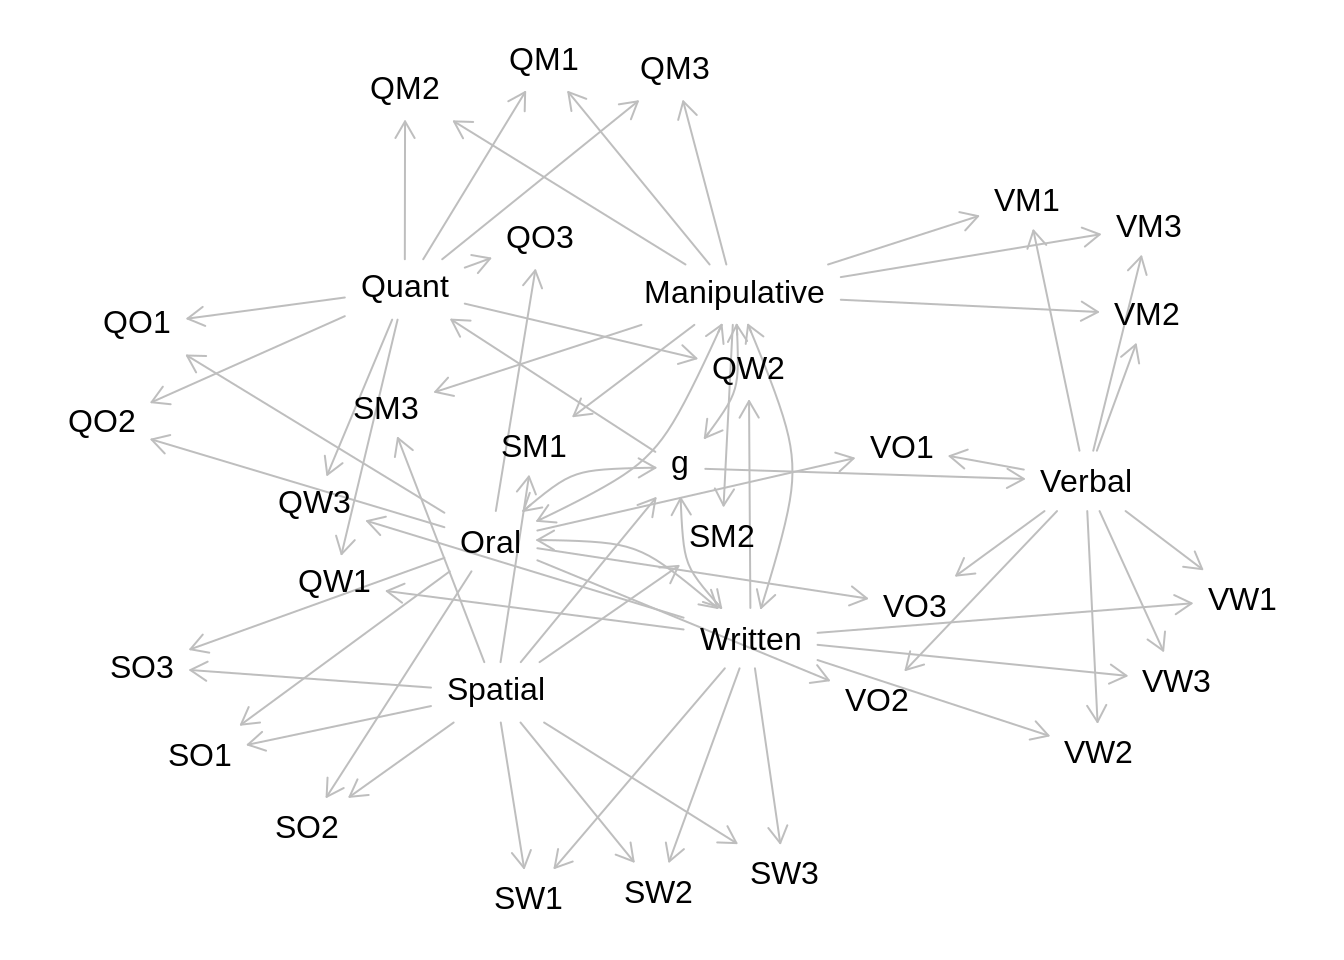 QM1
QM3
QM2
VM1
VM3
QO3
Quant
Manipulative
VM2
QO1
QW2
SM3
QO2
SM1
VO1
g
Verbal
QW3
SM2
Oral
QW1
VW1
VO3
Written
SO3
VW3
Spatial
VO2
VW2
SO1
SO2
SW3
SW2
SW1